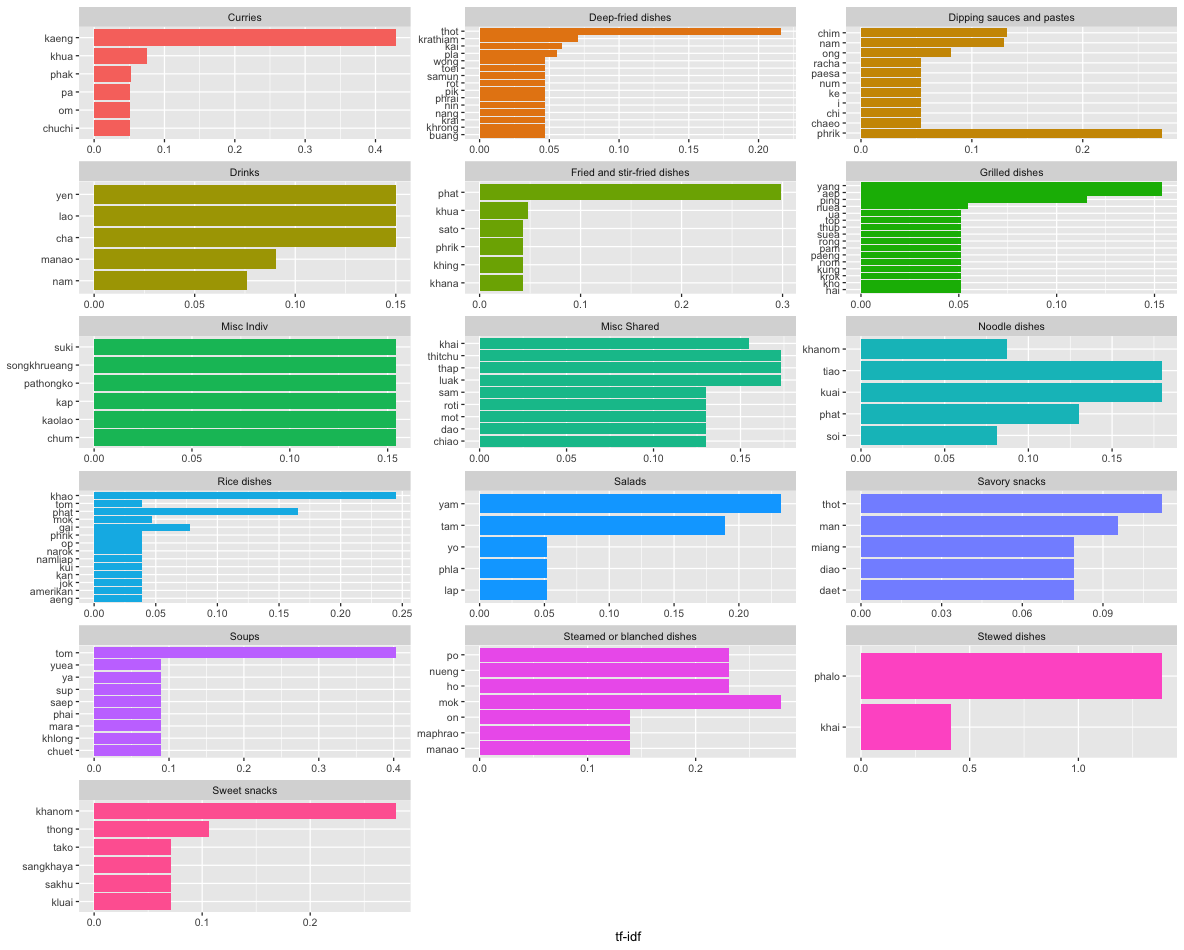 Curries
kaeng
khua
phak
pa
om
chuchi
0.0 0.1 0.2 0.3 0.4
Deep-fried dishes
thot
krathiam
kai
pla
wong
toei
samun
rot
pik
phrai
nin
nang
krai
khrong
buang
0.00 0.05 0.10 0.15 0.20
Dipping sauces and pastes
chim
nam
ong
racha
paesa
num
ke
i
chi
chaeo
phrik
0.0 0.1 0.2
Drinks
yen
lao
cha
manao
nam
0.00 0.05 0.10 0.15
Fried and stir-fried dishes
phat
khua
sato
phrik
khing
khana
0.0 0.1 0.2 0.3
Grilled dishes
yang
aep
ping
nuea
ua
top
thub
suea
rong
pam
paeng
nom
kung
krok
kho
hai
0.00 0.05 0.10 0.15
Misc Indiv
suki
songkhrueang
pathongko
kap
kaolao
chum
0.00 0.05 0.10 0.15
Misc Shared
khai
thitchu
thap
luak
sam
roti
mot
dao
chiao
0.00 0.05 0.10 0.15
Noodle dishes
khanom
tiao
kuai
phat
soi
0.00 0.05 0.10 0.15
Rice dishes
khao
tom
phat
mok
gai
phrik
op
narok
namliap
kui
kan
jok
amerikan
aeng
0.00 0.05 0.10 0.15 0.20 0.25
Salads
yam
tam
yo
phla
lap
0.00 0.05 0.10 0.15 0.20
Savory snacks
thot
man
miang
diao
daet
0.00 0.03 0.06 0.09
Soups
tom
yuea
ya
sup
saep
phai
mara
khlong
chuet
0.0 0.1 0.2 0.3 0.4
Steamed or blanched dishes
po
nueng
ho
mok
on
maphrao
manao
0.0 0.1 0.2
Stewed dishes
phalo
khai
0.0 0.5 1.0
Sweet snacks
khanom
thong
tako
sangkhaya
sakhu
kluai
0.0 0.1 0.2
tf-idf